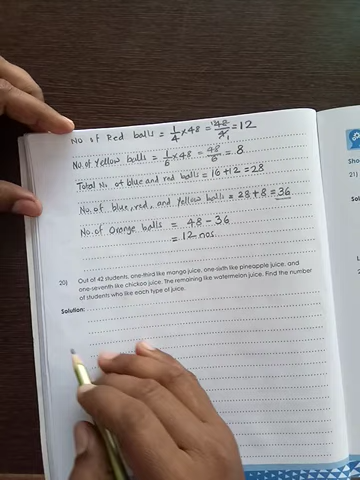 No of Red balls = 1/4 × 48 = 48/4 = 12
No. of Yellow balls = 1/6 × 48 = 48/6 = 8
Total No of blue and red balls = 16 + 12 = 28
No. of blue, red, and yellow balls = 28 + 8 = 36
No. of Orange balls = 48 - 36
= 12 nos.
20) Out of 42 students, one-third like mango juice, one-sixth like pineapple juice, and
one-seventh like chickoo juice. The remaining like watermelon juice. Find the number
of students who like each type of juice.
Solution:
Sho
21)